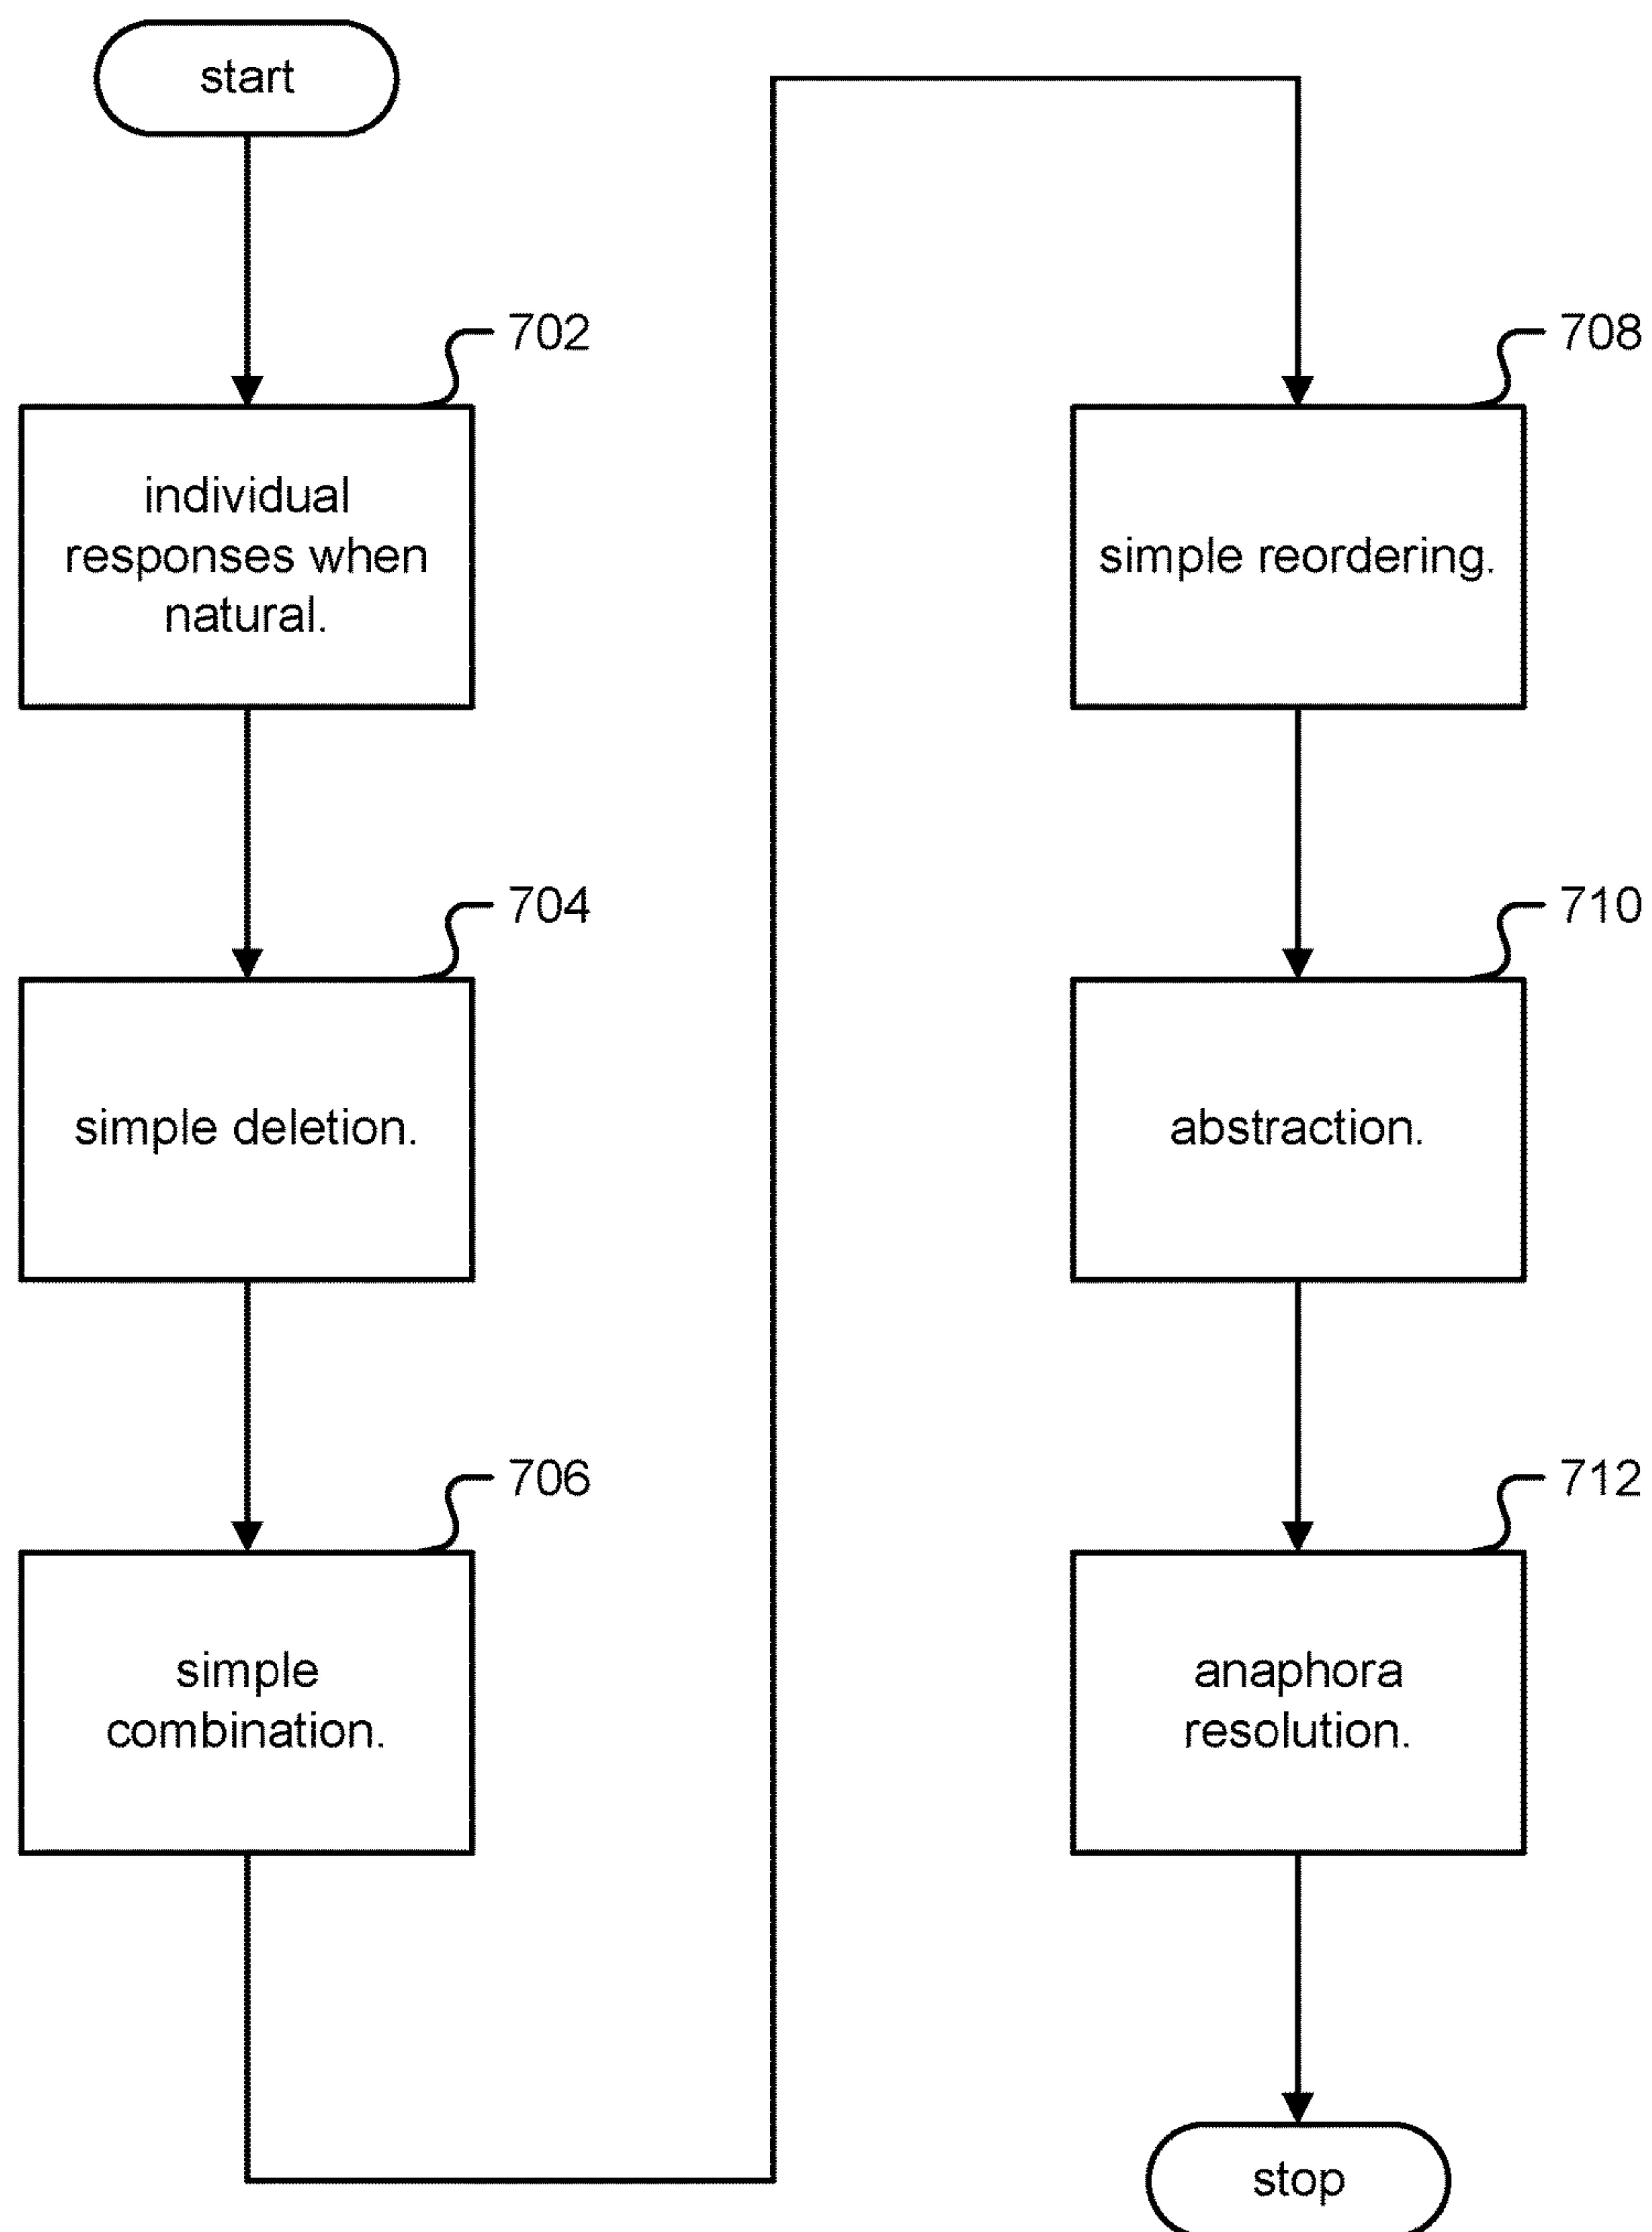 start
702
individual
responses when
natural.
704
simple deletion.
706
simple
combination.
708
simple reordering.
710
abstraction.
712
anaphora
resolution.
stop